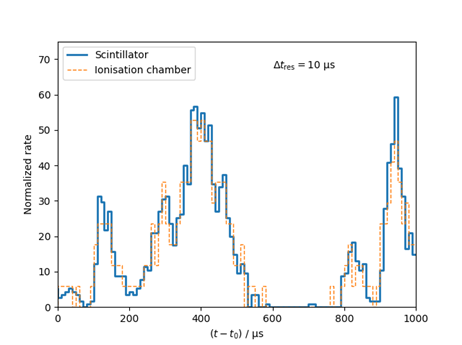 Scintillator
Ionisation chamber
Δt_res = 10 μs
Normalized rate
70
60
50
40
30
20
10
0
0 200 400 600 800 1000
(t − t₀) / μs